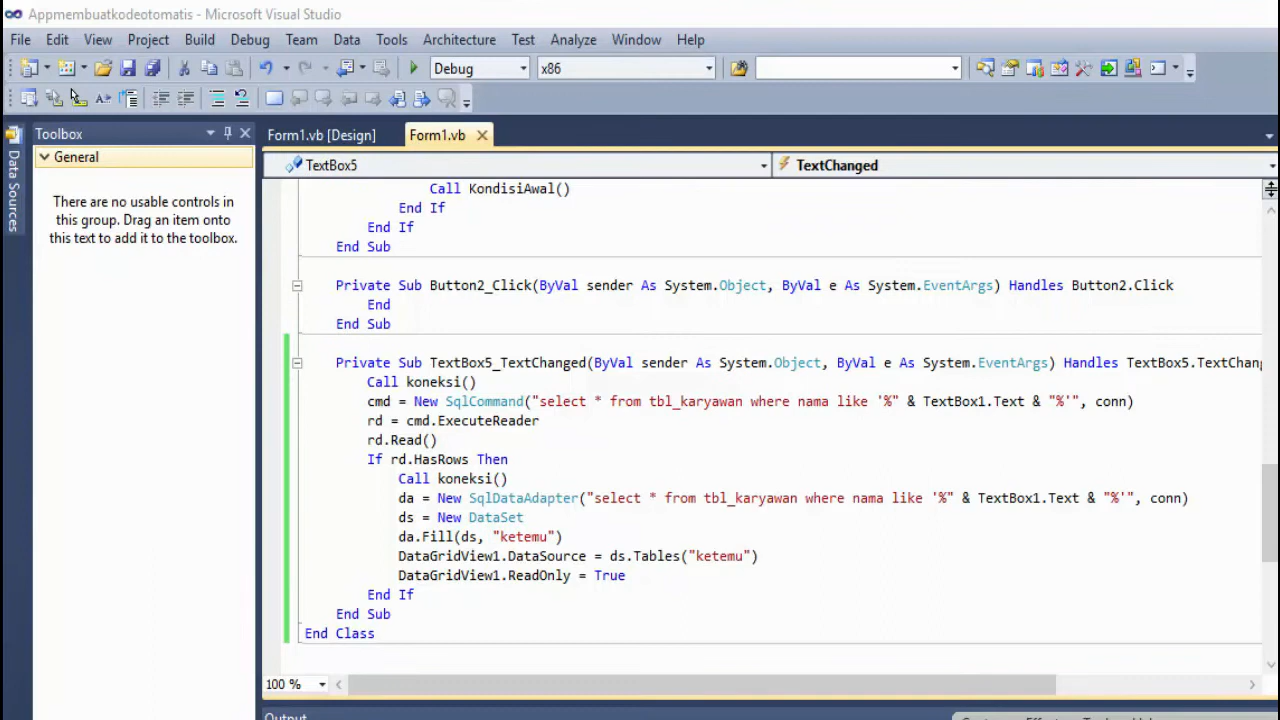 Appmembuatkodeotomatis - Microsoft Visual Studio
File Edit View Project Build Debug Team Data Tools Architecture Test Analyze Window Help
Debug x86
Toolbox
Form1.vb [Design] Form1.vb
General
TextBox5 TextChanged
Data Sources
There are no usable controls in
this group. Drag an item onto
this text to add it to the toolbox.
Call KondisiAwal()
End If
End If
End Sub
Private Sub Button2_Click(ByVal sender As System.Object, ByVal e As System.EventArgs) Handles Button2.Click
End
End Sub
Private Sub TextBox5_TextChanged(ByVal sender As System.Object, ByVal e As System.EventArgs) Handles TextBox5.TextChang
Call koneksi()
cmd = New SqlCommand("select * from tbl_karyawan where nama like '%" & TextBox1.Text & "%'", conn)
rd = cmd.ExecuteReader
rd.Read()
If rd.HasRows Then
Call koneksi()
da = New SqlDataAdapter("select * from tbl_karyawan where nama like '%" & TextBox1.Text & "%'", conn)
ds = New DataSet
da.Fill(ds, "ketemu")
DataGridView1.DataSource = ds.Tables("ketemu")
DataGridView1.ReadOnly = True
End If
End Sub
End Class
100 %
Output